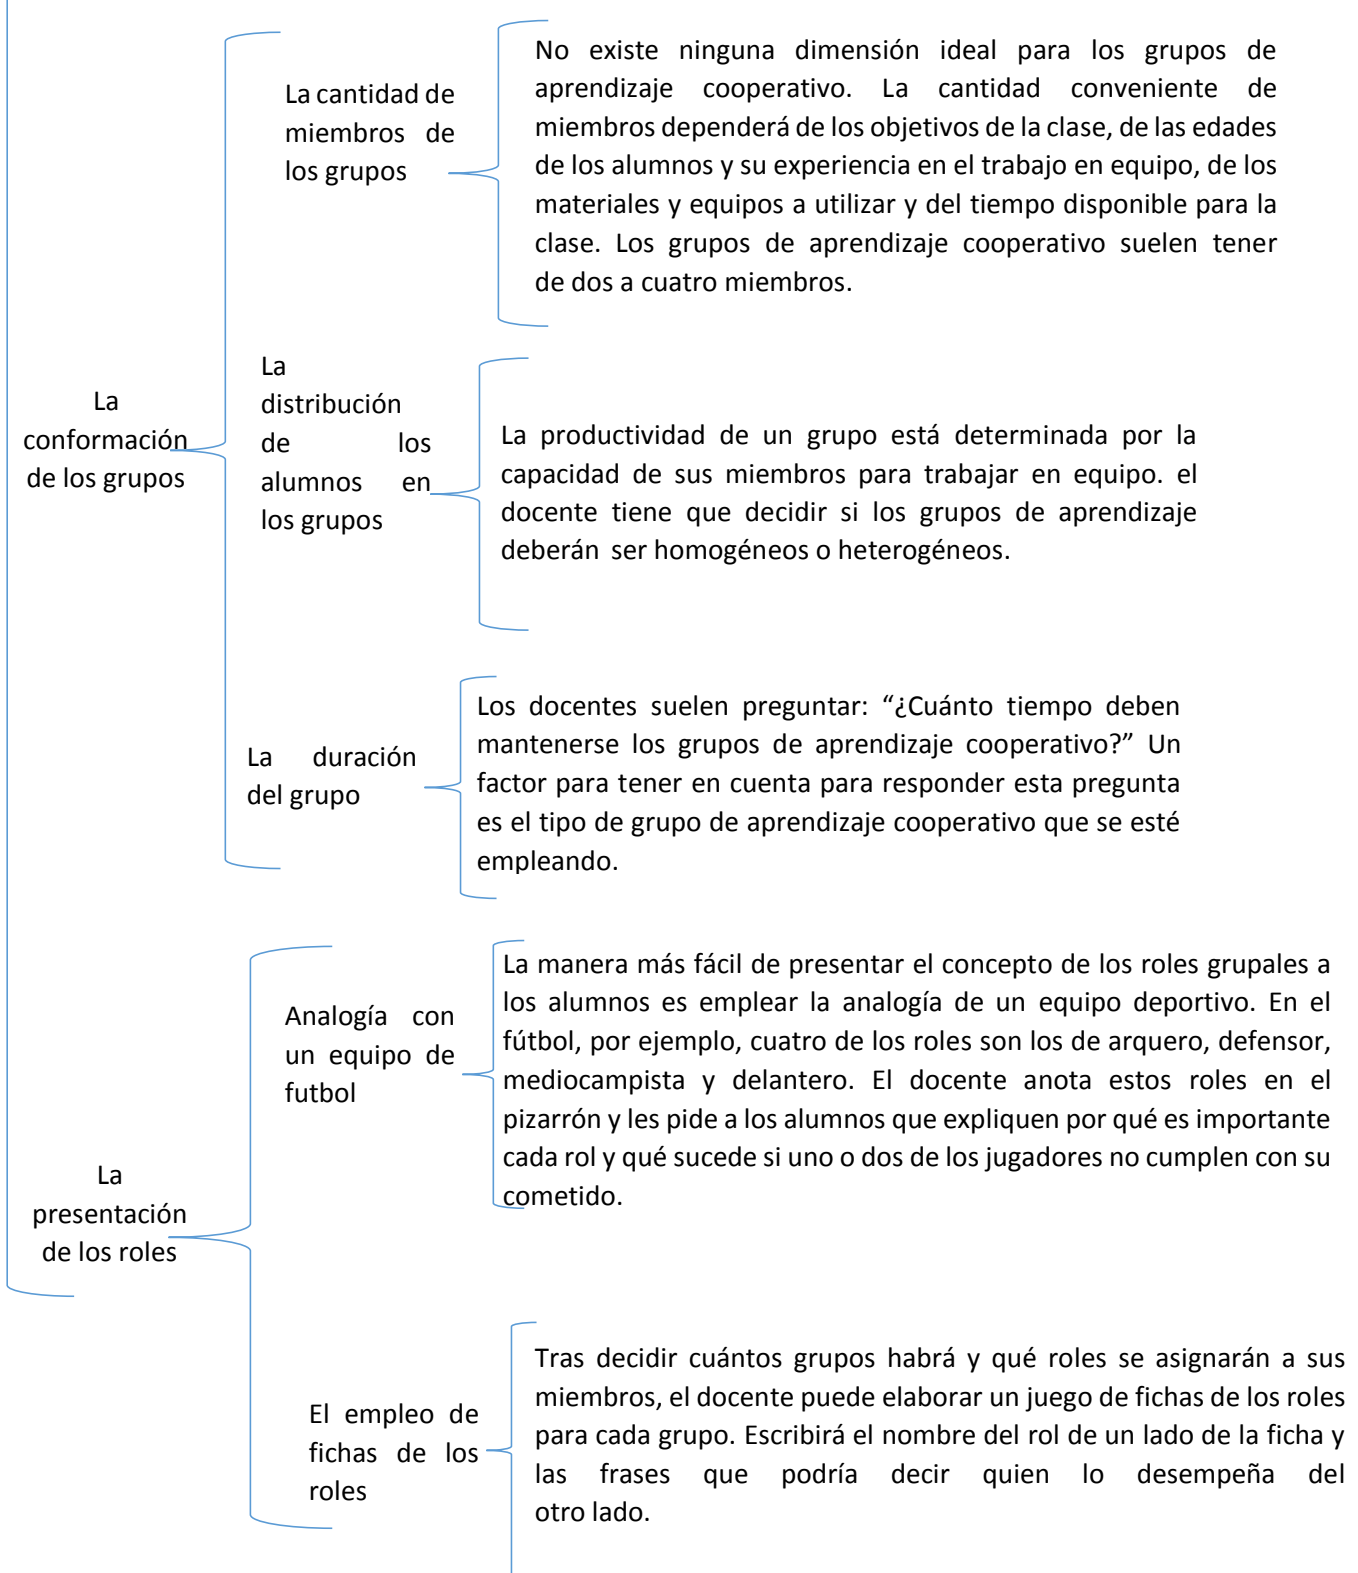 La
conformación
de los grupos
La cantidad de
miembros de
los grupos
No existe ninguna dimensión ideal para los grupos de
aprendizaje cooperativo. La cantidad conveniente de
miembros dependerá de los objetivos de la clase, de las edades
de los alumnos y su experiencia en el trabajo en equipo, de los
materiales y equipos a utilizar y del tiempo disponible para la
clase. Los grupos de aprendizaje cooperativo suelen tener
de dos a cuatro miembros.
La
distribución
de los
alumnos en
los grupos
La productividad de un grupo está determinada por la
capacidad de sus miembros para trabajar en equipo. el
docente tiene que decidir si los grupos de aprendizaje
deberán ser homogéneos o heterogéneos.
La duración
del grupo
Los docentes suelen preguntar: “¿Cuánto tiempo deben
mantenerse los grupos de aprendizaje cooperativo?” Un
factor para tener en cuenta para responder esta pregunta
es el tipo de grupo de aprendizaje cooperativo que se esté
empleando.
La
presentación
de los roles
Analogía con
un equipo de
futbol
La manera más fácil de presentar el concepto de los roles grupales a
los alumnos es emplear la analogía de un equipo deportivo. En el
fútbol, por ejemplo, cuatro de los roles son los de arquero, defensor,
mediocampista y delantero. El docente anota estos roles en el
pizarrón y les pide a los alumnos que expliquen por qué es importante
cada rol y qué sucede si uno o dos de los jugadores no cumplen con su
cometido.
El empleo de
fichas de los
roles
Tras decidir cuántos grupos habrá y qué roles se asignarán a sus
miembros, el docente puede elaborar un juego de fichas de los roles
para cada grupo. Escribirá el nombre del rol de un lado de la ficha y
las frases que podría decir quien lo desempeña del
otro lado.